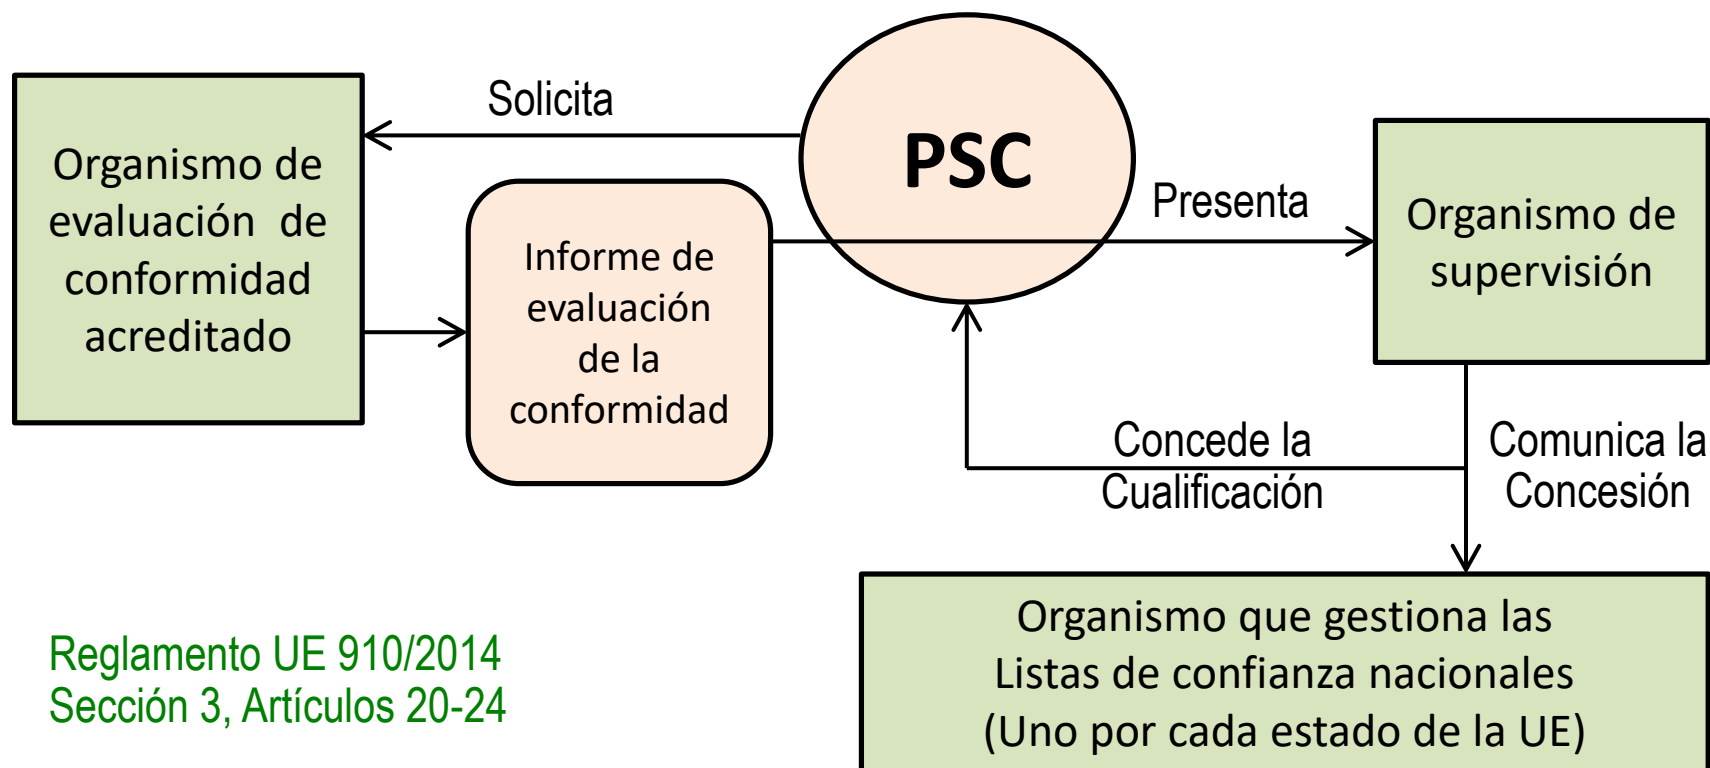 Solicita
PSC
Organismo de
evaluación de
conformidad
acreditado
Informe de
evaluación
de la
conformidad
Presenta
Organismo de
supervisión
Concede la
Cualificación
Comunica la
Concesión
Organismo que gestiona las
Listas de confianza nacionales
(Uno por cada estado de la UE)
Reglamento UE 910/2014
Sección 3, Artículos 20-24